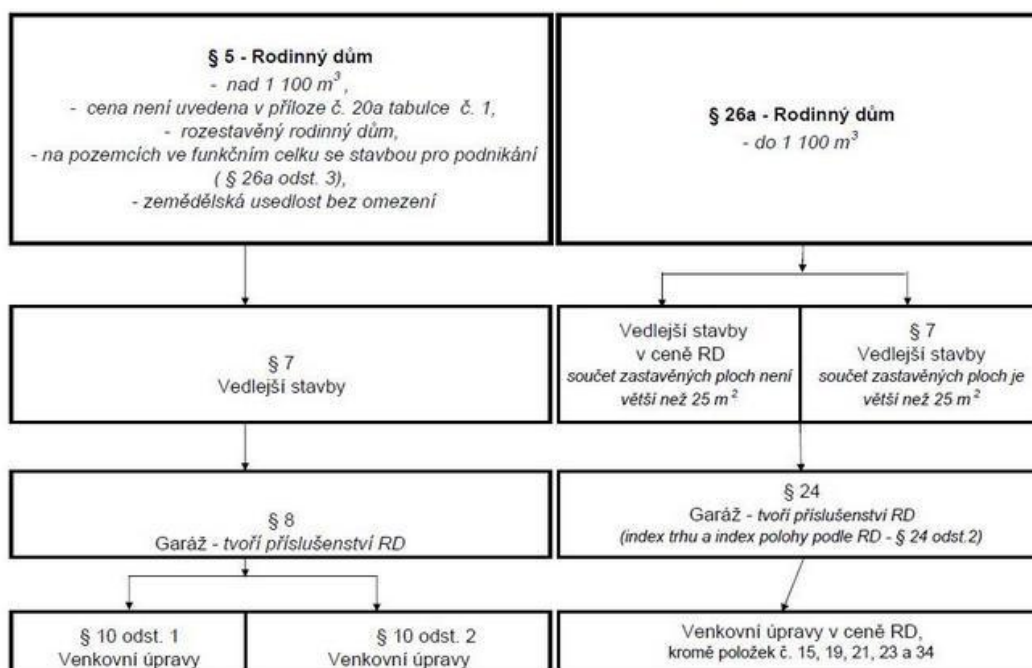 § 5 - Rodinný dům
- nad 1 100 m³,
- cena není uvedena v příloze č. 20a tabulce č. 1,
- rozestavěný rodinný dům,
- na pozemcích ve funkčním celku se stavbou pro podnikání
( § 26a odst. 3),
- zemědělská usedlost bez omezení
§ 26a - Rodinný dům
- do 1 100 m³
§ 7
Vedlejší stavby
Vedlejší stavby
v ceně RD
součet zastavěných ploch není
větší než 25 m²
§ 7
Vedlejší stavby
součet zastavěných ploch je
větší než 25 m²
§ 8
Garáž - tvoří příslušenství RD
§ 24
Garáž - tvoří příslušenství RD
(index trhu a index polohy podle RD - § 24 odst.2)
§ 10 odst. 1
Venkovní úpravy
§ 10 odst. 2
Venkovní úpravy
Venkovní úpravy v ceně RD,
kromě položek č. 15, 19, 21, 23 a 34